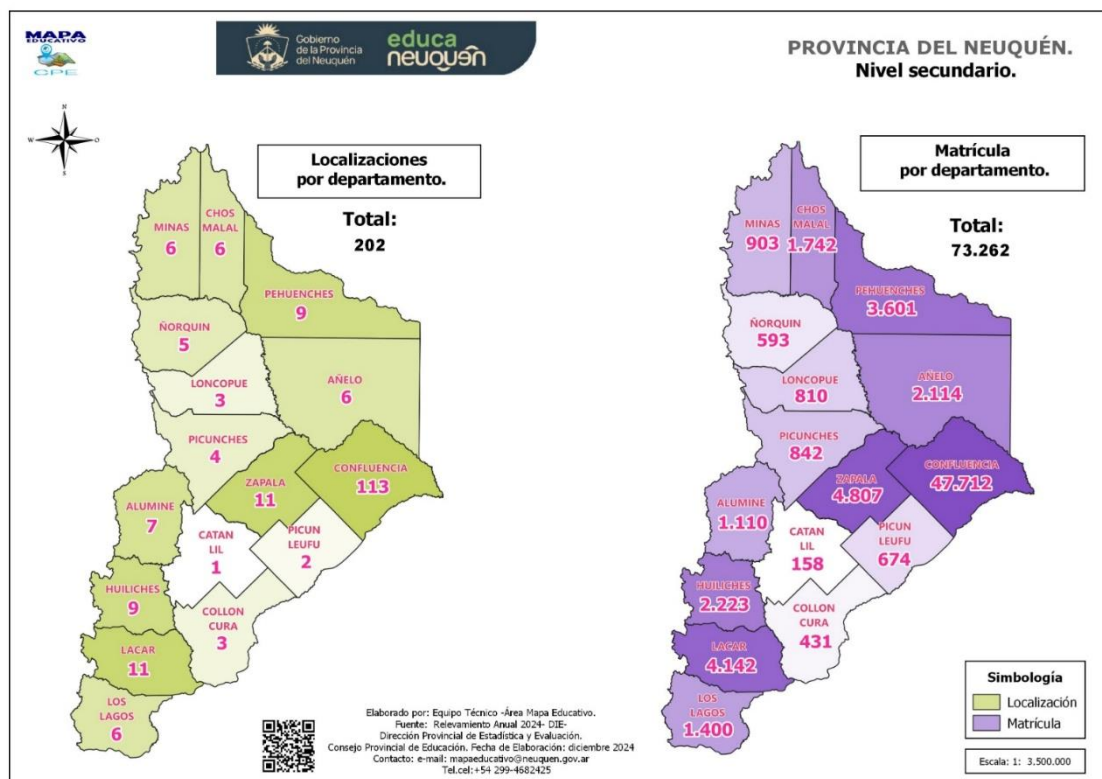 MAPA
EDUCATIVO
CPE
Gobierno
de la Provincia
del Neuquén
educa
neuquén
PROVINCIA DEL NEUQUÉN.
Nivel secundario.
N
W
O
S
Localizaciones
por departamento.
Total:
202
MINAS
6
CHOS
MALAL
6
PEHUENCHES
9
ÑORQUIN
5
LONCOPUE
3
AÑELO
6
PICUNCHES
4
ZAPALA
11
CONFLUENCIA
113
ALUMINE
7
CATAN
LIL
1
PICUN
LEUFU
2
HUILICHES
9
COLLON
CURA
3
LACAR
11
LOS
LAGOS
6
Matrícula
por departamento.
Total:
73.262
MINAS
903
CHOS
MALAL
1.742
PEHUENCHES
3.601
ÑORQUIN
593
LONCOPUE
810
AÑELO
2.114
PICUNCHES
842
ZAPALA
4.807
CONFLUENCIA
47.712
ALUMINE
1.110
CATAN
LIL
158
PICUN
LEUFU
674
HUILICHES
2.223
COLLON
CURA
431
LACAR
4.142
LOS
LAGOS
1.400
Elaborado por: Equipo Técnico -Área Mapa Educativo.
Fuente: Relevamiento Anual 2024- DIE-
Dirección Provincial de Estadística y Evaluación.
Consejo Provincial de Educación. Fecha de Elaboración: diciembre 2024
Contacto: e-mail: mapaeducativo@neuquen.gov.ar
Tel.cel:+54 299-4682425
Simbología
Localización
Matrícula
Escala: 1: 3.500.000